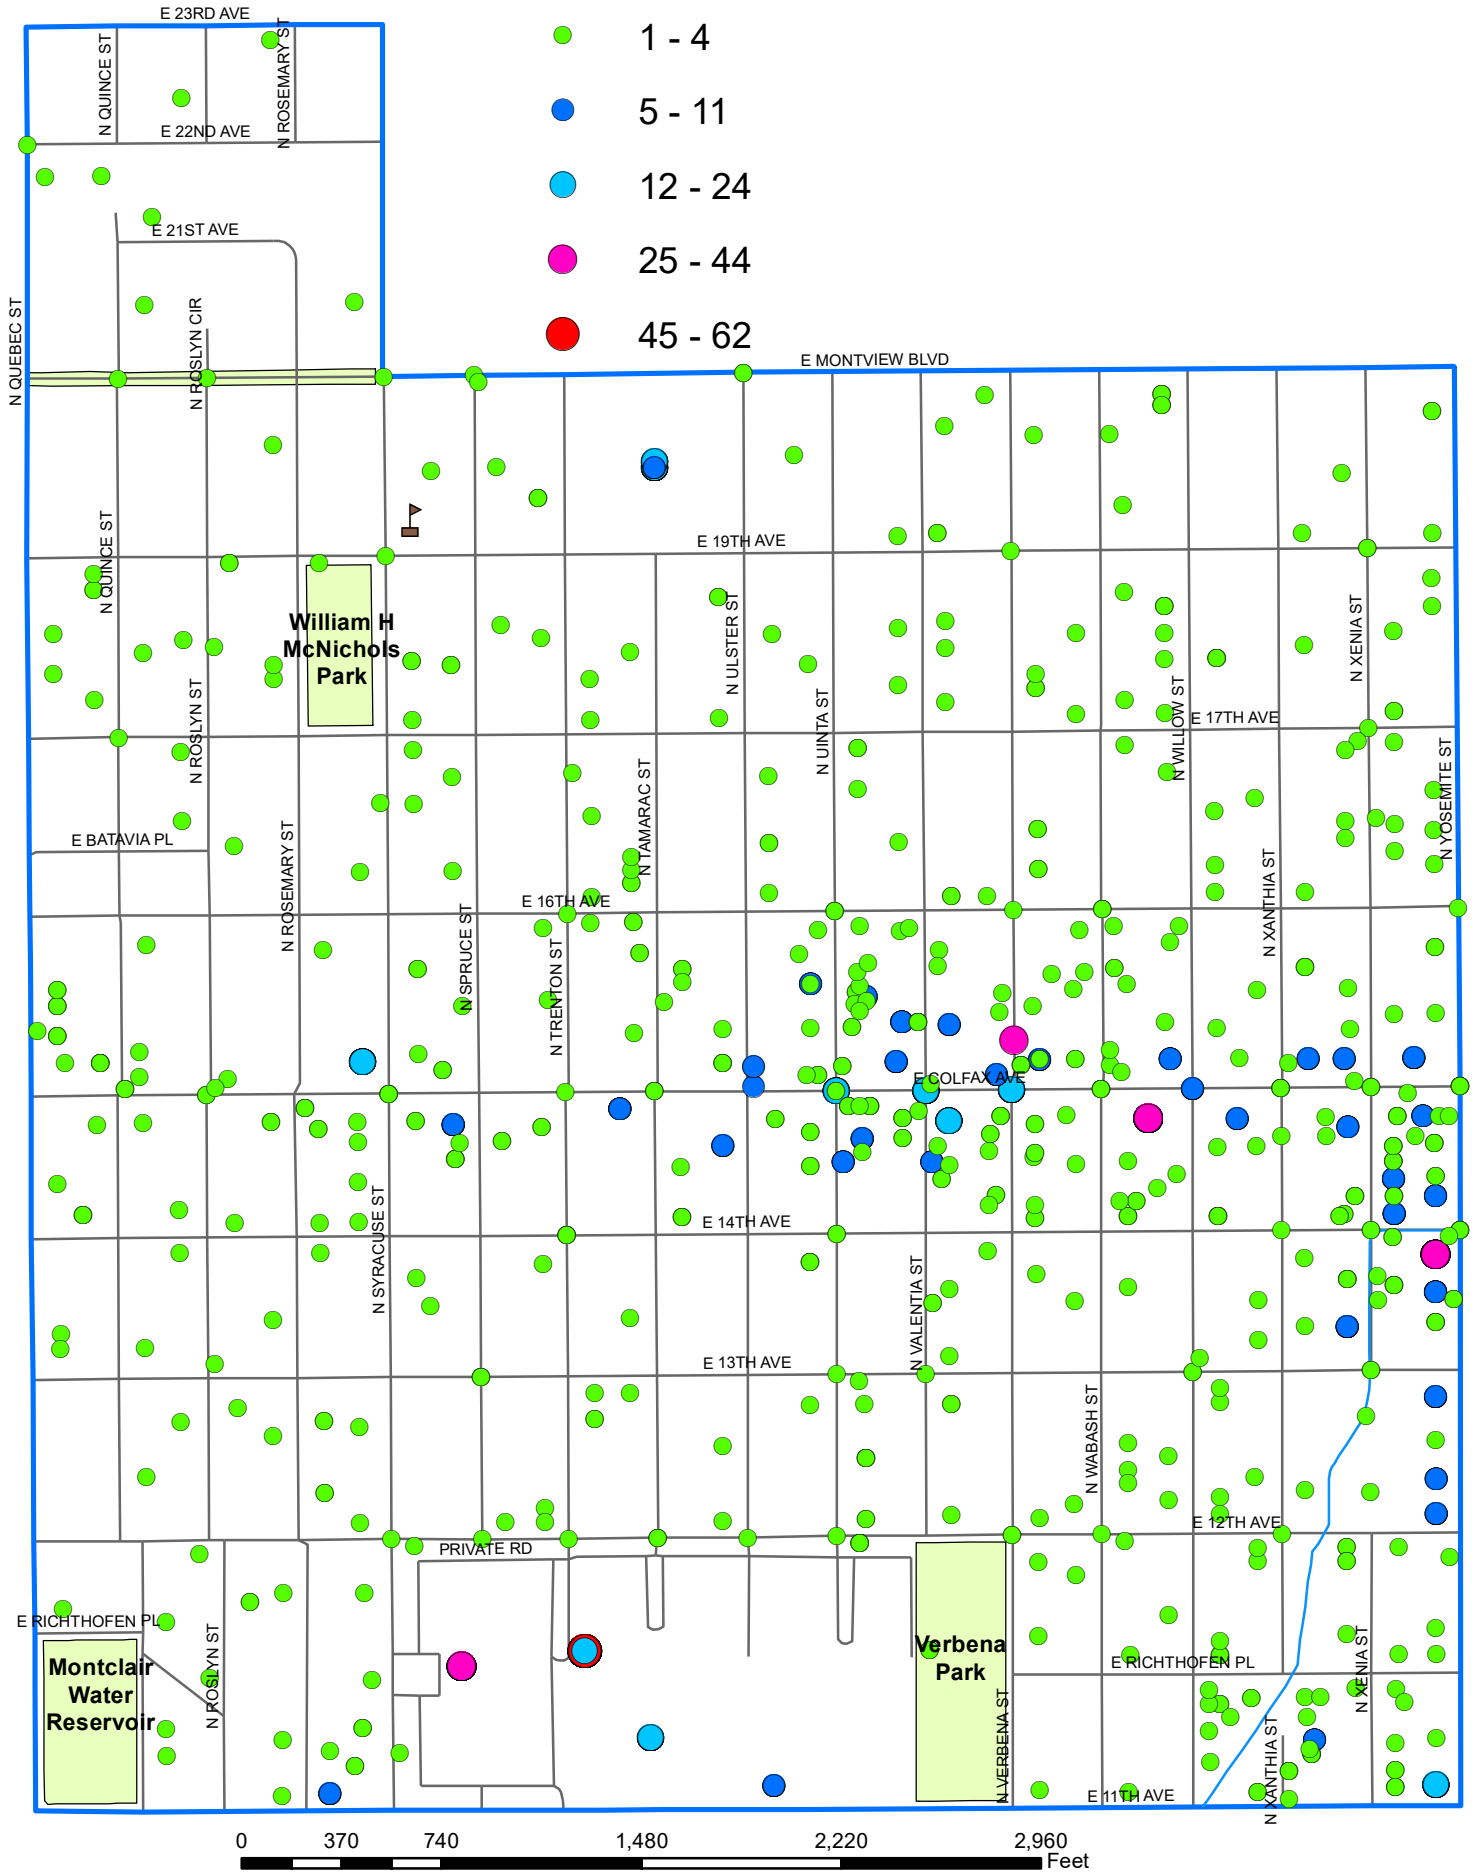 E 23RD AVE
1 - 4
N QUINCE ST
N ROSEMARY ST
5 - 11
E 22ND AVE
12 - 24
E 21ST AVE
25 - 44
N QUEBEC ST
N ROSLYN CIR
45 - 62
E MONTVIEW BLVD
N QUINCE ST
E 19TH AVE
William H
McNichols
Park
N ULSTER ST
N XENIA ST
N ROSLYN ST
N UINTA ST
N WILLOW ST
E 17TH AVE
N YOSEMITE ST
N TAMARAC ST
E BATAVIA PL
N ROSEMARY ST
N XANTHIA ST
E 16TH AVE
N SPRUCE ST
N TRENTON ST
E COLFAX AVE
N SYRACUSE ST
E 14TH AVE
N VALENTIA ST
E 13TH AVE
N WABASH ST
E 12TH AVE
PRIVATE RD
E RICHTHOFEN PL
N ROSLYN ST
Verbena
Park
E RICHTHOFEN PL
N XENIA ST
Montclair
Water
Reservoir
N VERBENA ST
N XANTHIA ST
E 11TH AVE
0 370 740 1,480 2,220 2,960
Feet